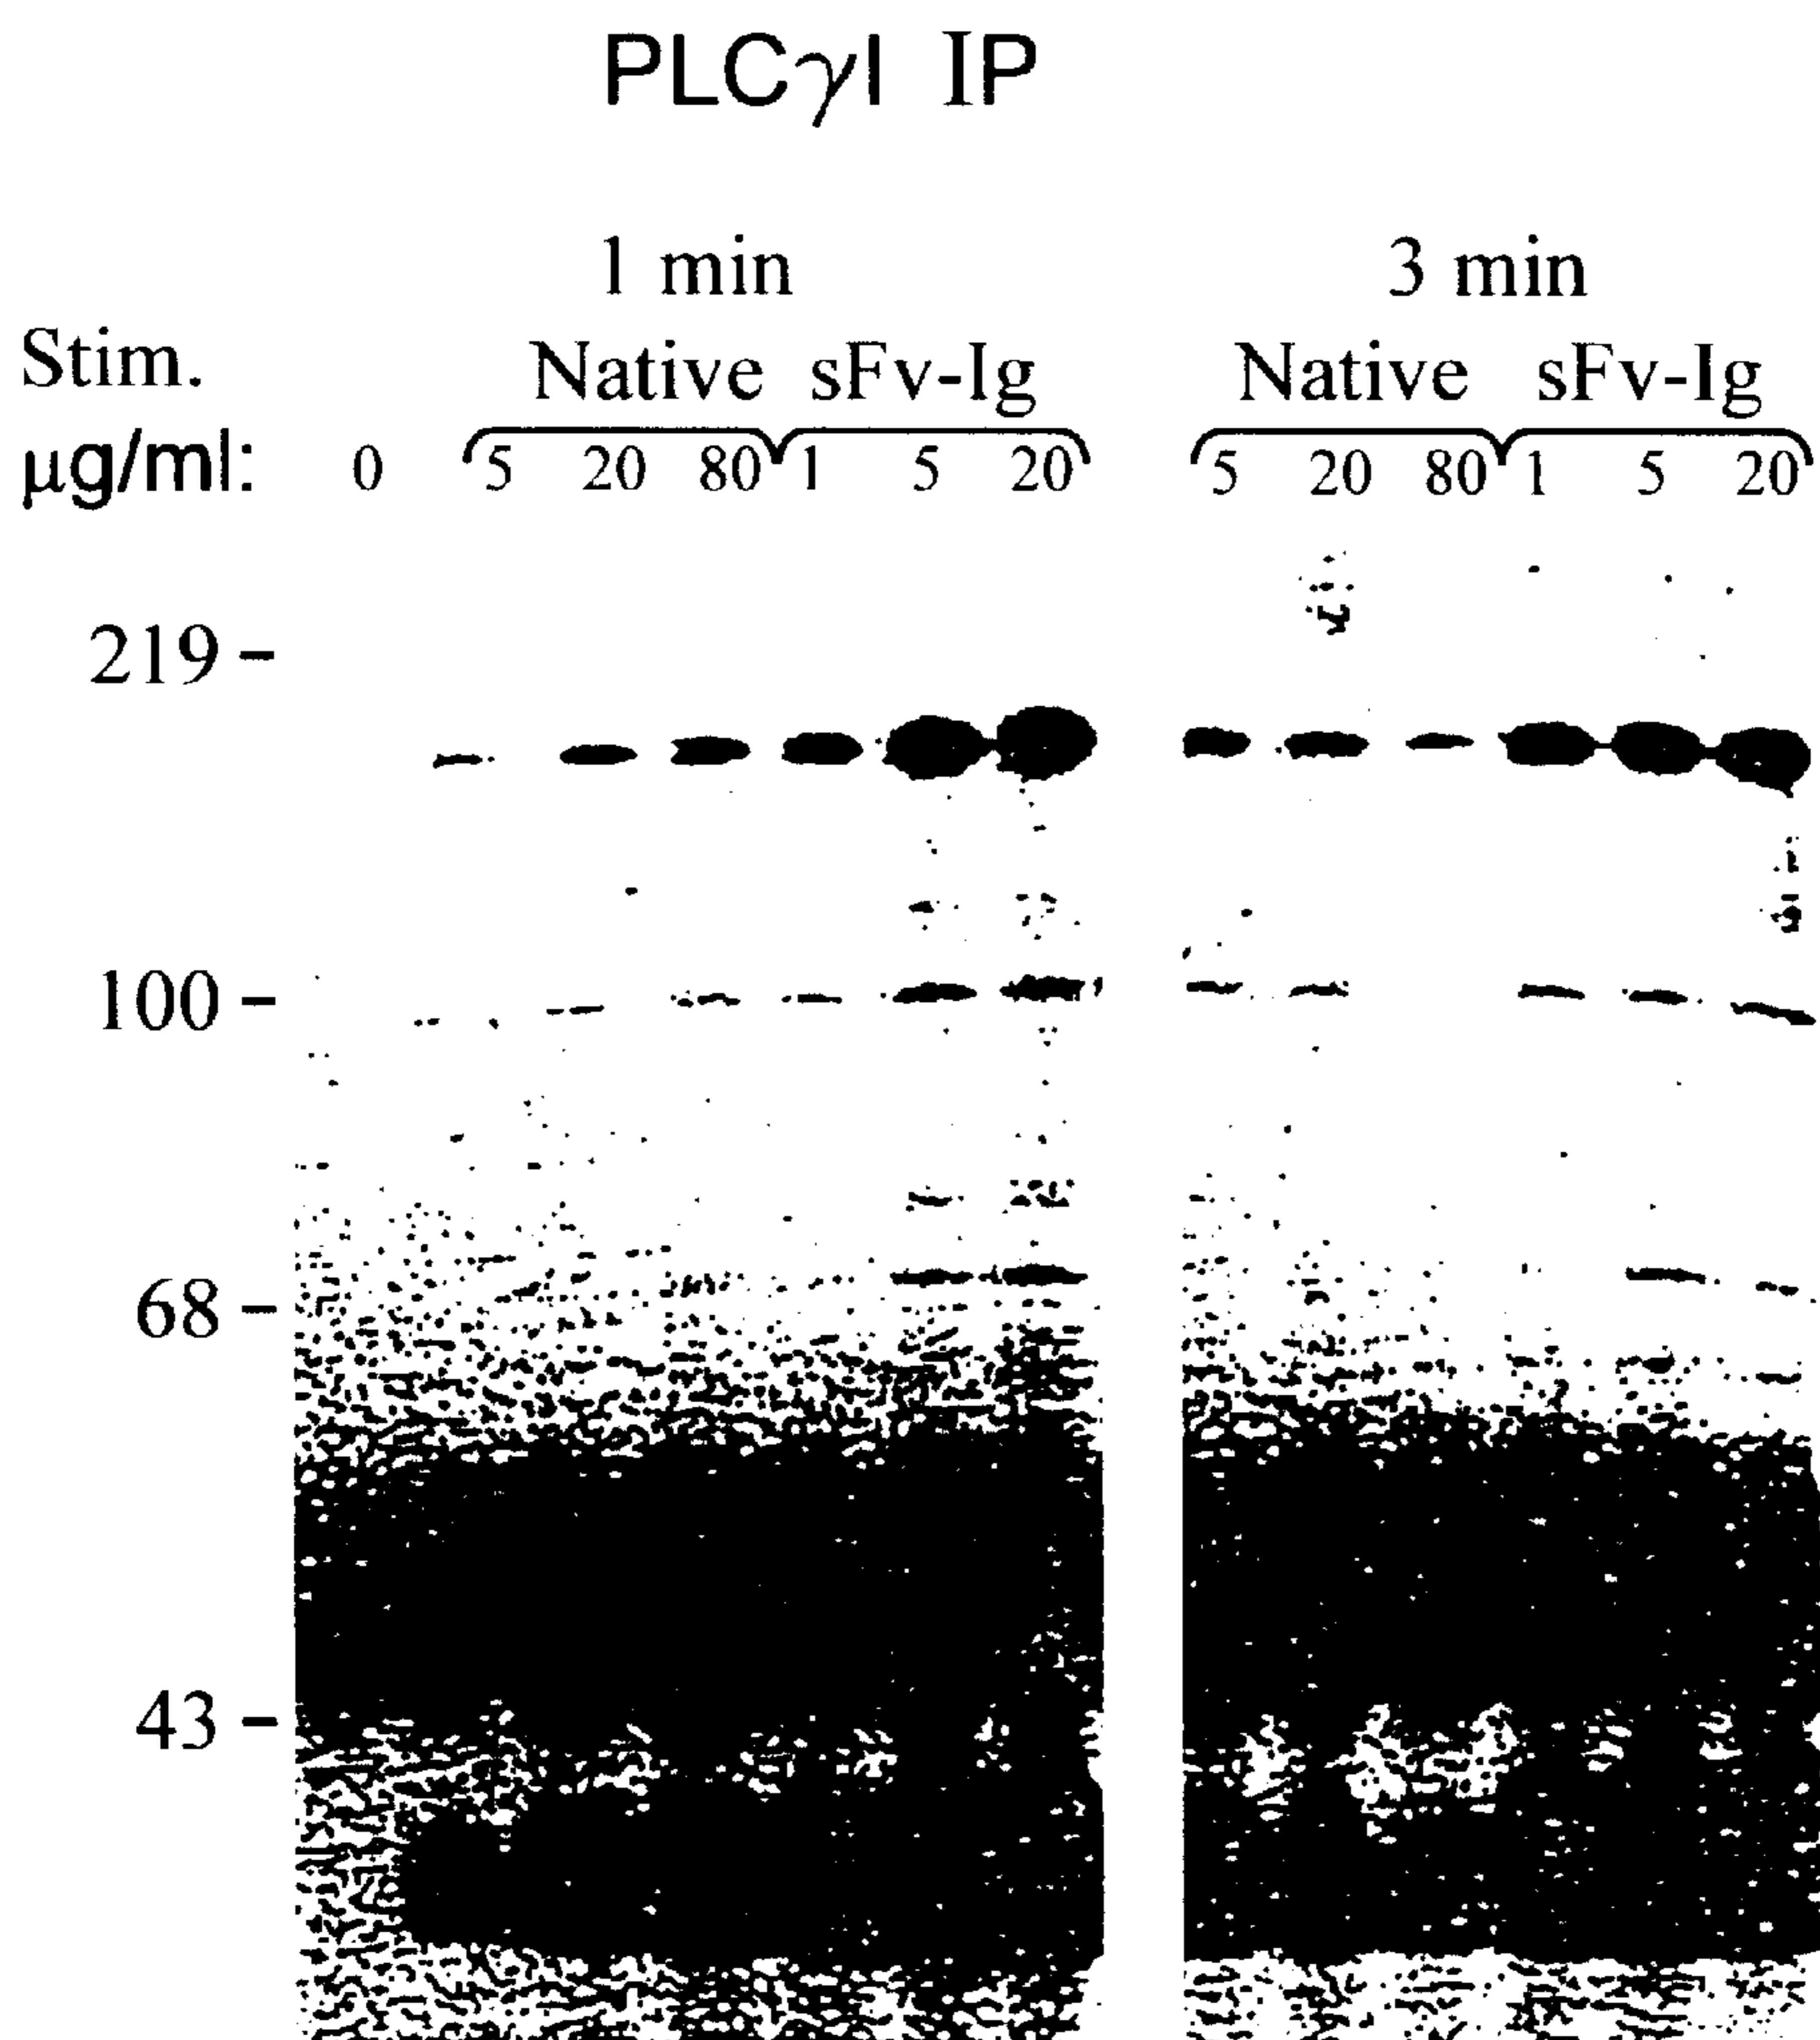 PLCγI IP
1 min 3 min
Stim. Native sFv-Ig Native sFv-Ig
μg/ml: 0 5 20 80 1 5 20 5 20 80 1 5 20
219 -
100 -
68 -
43 -